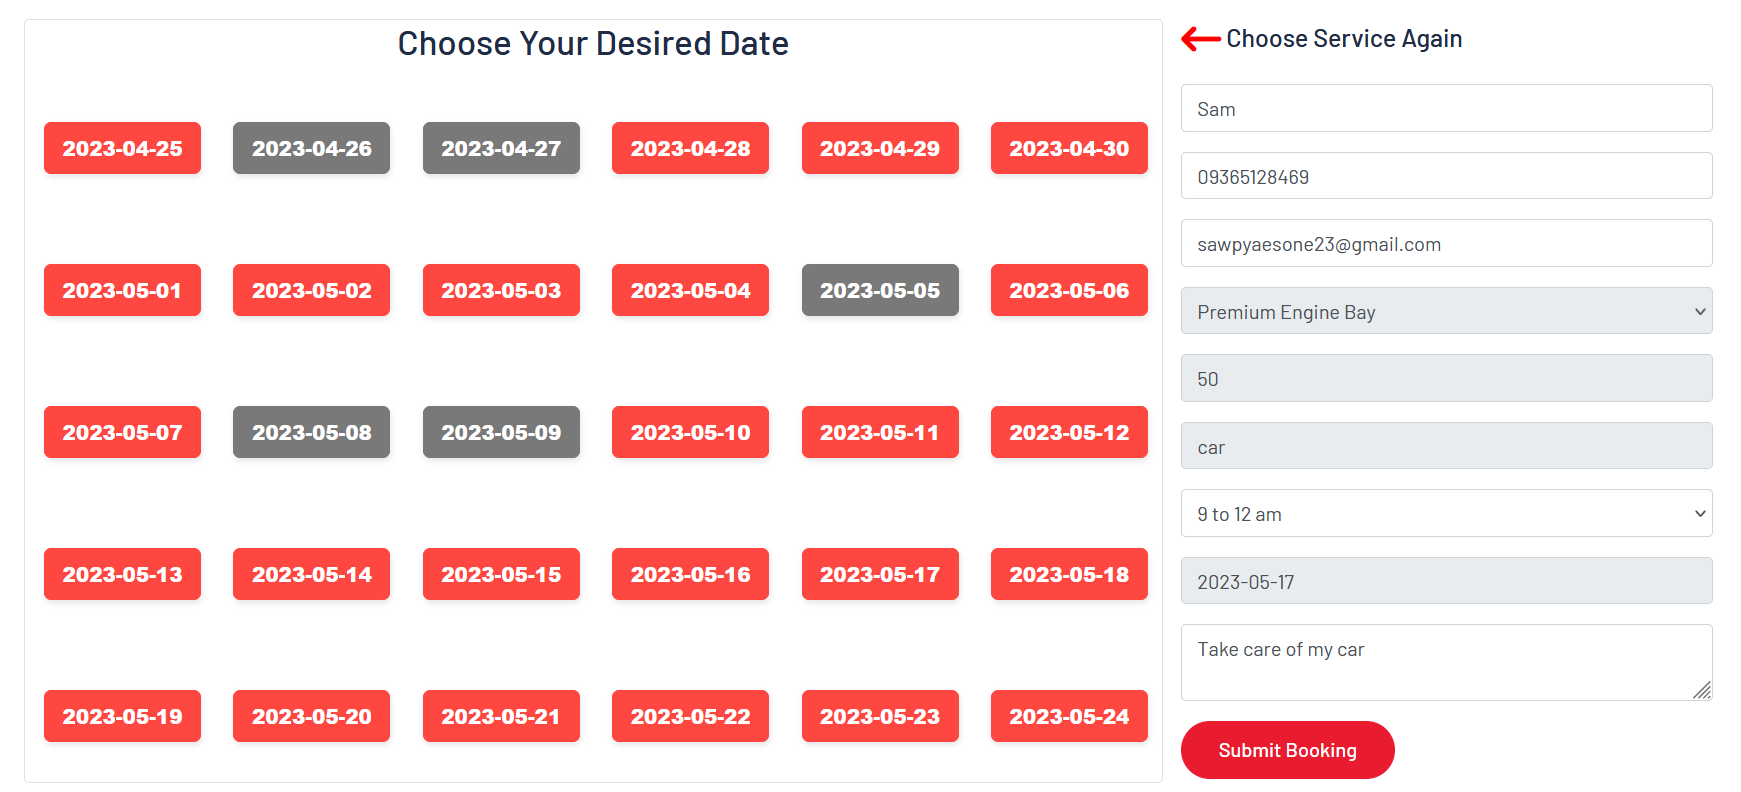 Choose Your Desired Date
2023-04-25 2023-04-26 2023-04-27 2023-04-28 2023-04-29 2023-04-30
2023-05-01 2023-05-02 2023-05-03 2023-05-04 2023-05-05 2023-05-06
2023-05-07 2023-05-08 2023-05-09 2023-05-10 2023-05-11 2023-05-12
2023-05-13 2023-05-14 2023-05-15 2023-05-16 2023-05-17 2023-05-18
2023-05-19 2023-05-20 2023-05-21 2023-05-22 2023-05-23 2023-05-24
Choose Service Again
Sam
09365128469
sawpyaesone23@gmail.com
Premium Engine Bay
50
car
9 to 12 am
2023-05-17
Take care of my car
Submit Booking